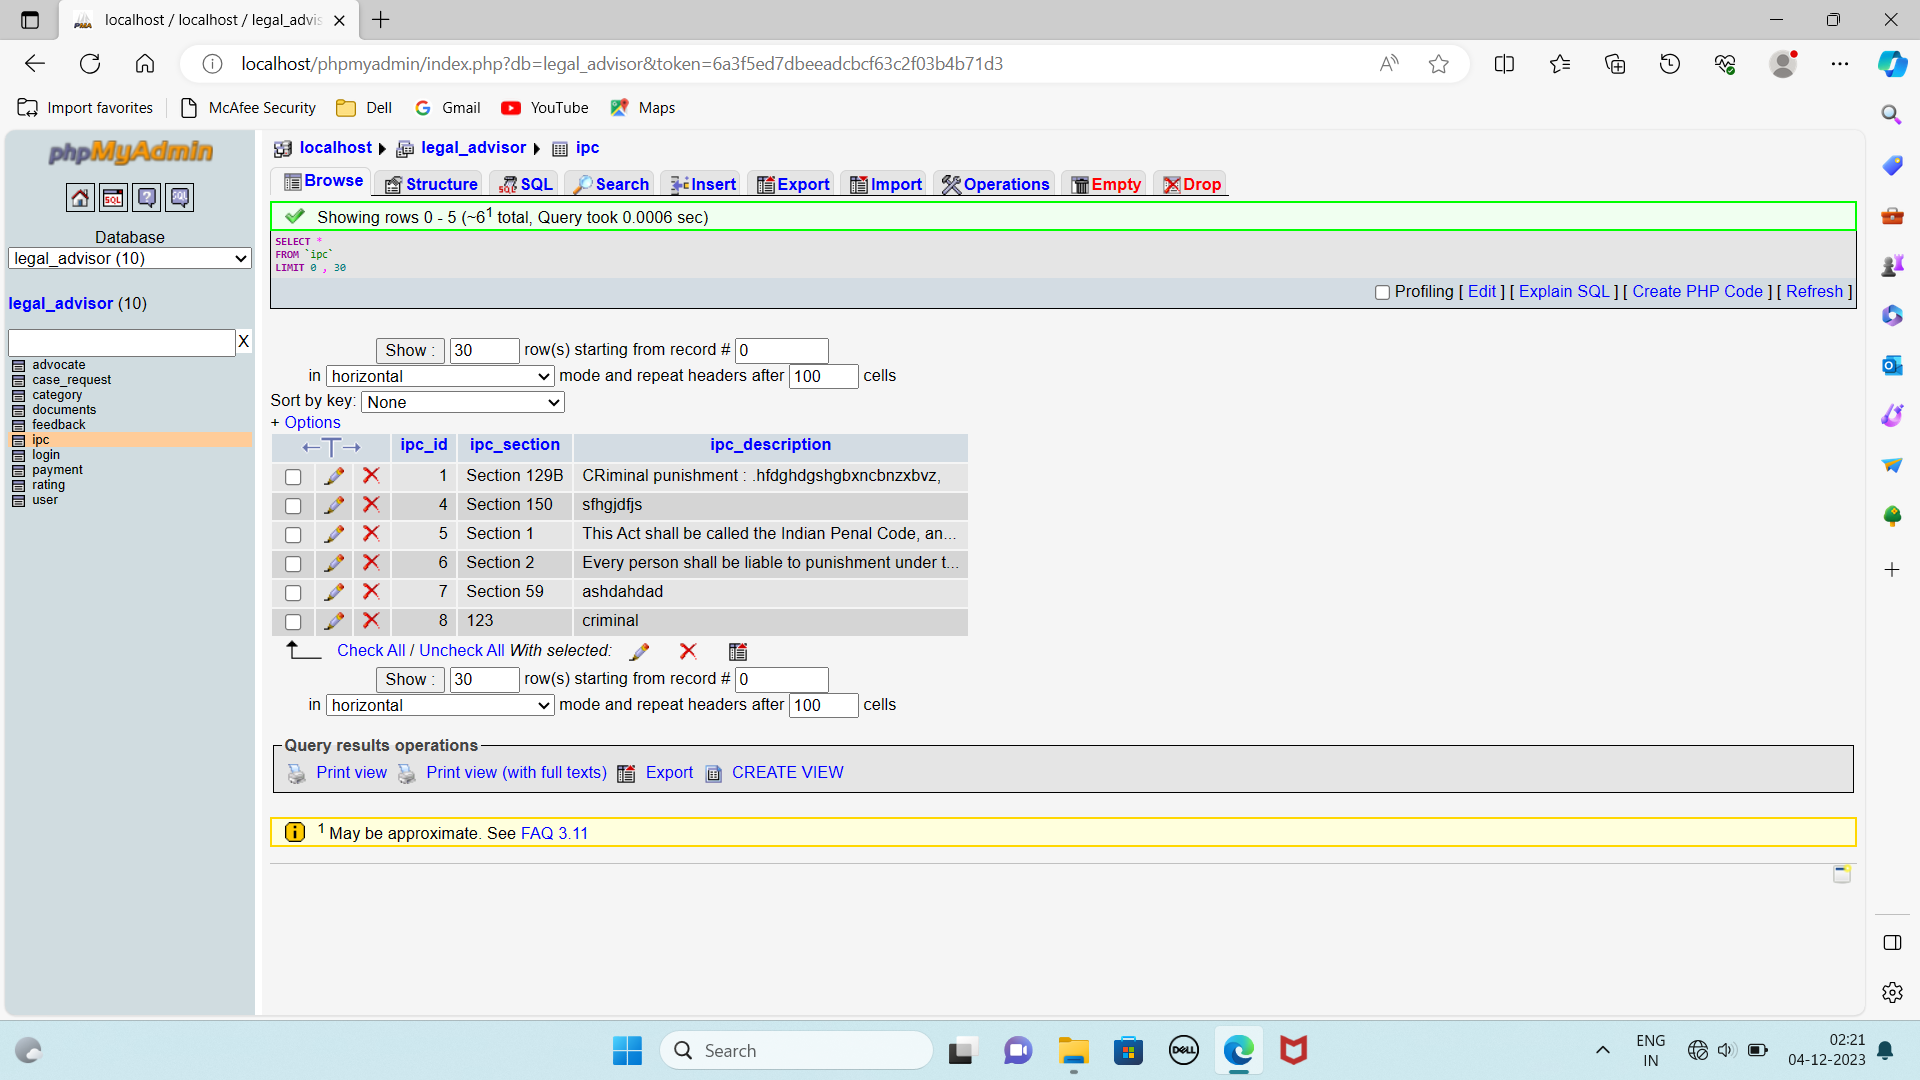 localhost / localhost / legal_advis
localhost/phpmyadmin/index.php?db=legal_advisor&token=6a3f5ed7dbeeadcbcf63c2f03b4b71d3
Import favorites
McAfee Security
Dell
Gmail
YouTube
Maps
phpMyAdmin
Database
legal_advisor (10)
legal_advisor (10)
X
advocate
case_request
category
documents
feedback
ipc
login
payment
rating
user
localhost legal_advisor ipc
Browse Structure SQL Search Insert Export Import Operations Empty Drop
Showing rows 0 - 5 (~6¹ total, Query took 0.0006 sec)
SELECT *
FROM `ipc`
LIMIT 0 , 30
Profiling [ Edit ] [ Explain SQL ] [ Create PHP Code ] [ Refresh ]
Show : 30 row(s) starting from record # 0
in horizontal mode and repeat headers after 100 cells
Sort by key: None
+ Options
←T→ ipc_id ipc_section ipc_description
1 Section 129B CRiminal punishment : .hfdghdgshgbxncbnzxbvz,
4 Section 150 sfhgjdfjs
5 Section 1 This Act shall be called the Indian Penal Code, an...
6 Section 2 Every person shall be liable to punishment under t...
7 Section 59 ashdahdad
8 123 criminal
Check All / Uncheck All With selected:
Show : 30 row(s) starting from record # 0
in horizontal mode and repeat headers after 100 cells
Query results operations
Print view Print view (with full texts) Export CREATE VIEW
¹ May be approximate. See FAQ 3.11
Search
DELL
ENG
IN
02:21
04-12-2023